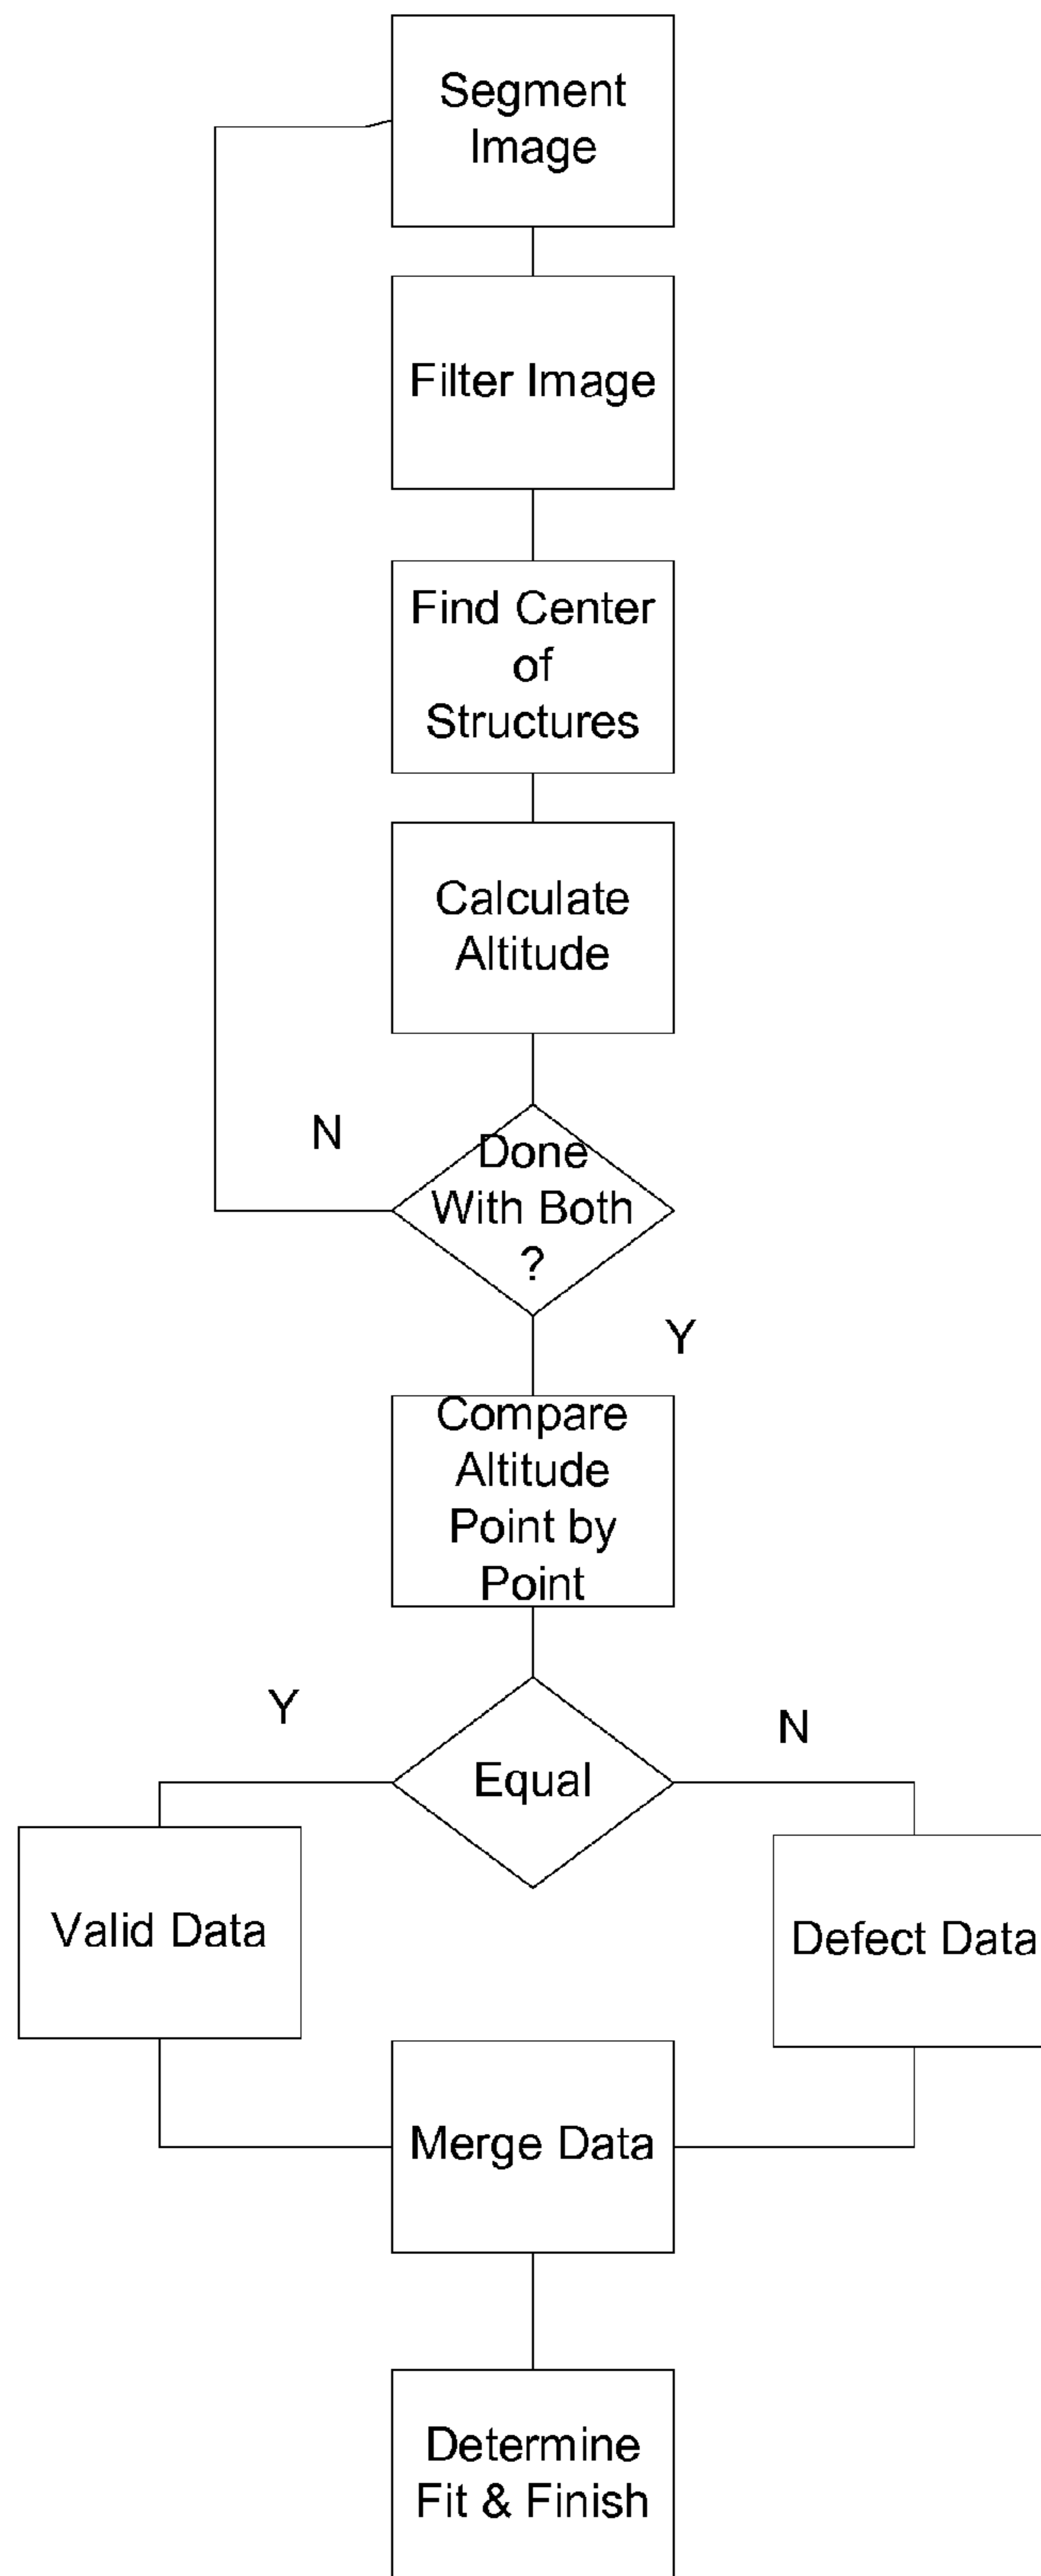 Segment
Image
Filter Image
Find Center
of
Structures
Calculate
Altitude
N
Done
With Both
?
Y
Compare
Altitude
Point by
Point
Y
N
Equal
Valid Data
Defect Data
Merge Data
Determine
Fit & Finish